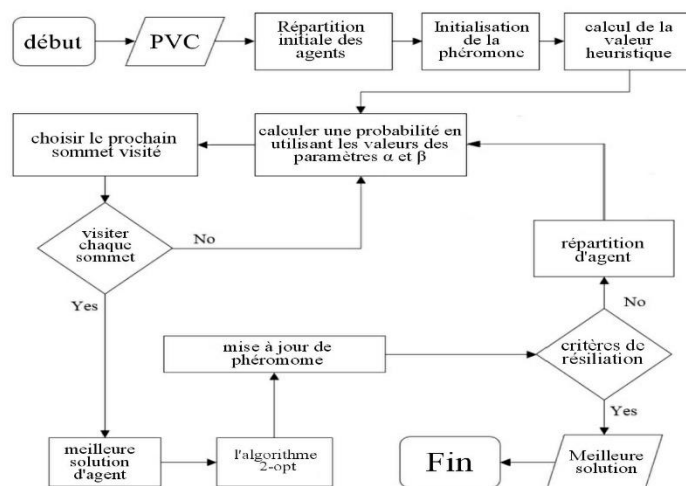 début
PVC
Répartition
initiale des
agents
Initialisation
de la
phéromone
calcul de la
valeur
heuristique
choisir le prochain
sommet visité
calculer une probabilité en
utilisant les valeurs des
paramètres α et β
visiter
chaque
sommet
No
Yes
répartition
d'agent
No
mise à jour de
phéromome
critères de
résiliation
Yes
meilleure
solution
d'agent
l'algorithme
2-opt
Fin
Meilleure
solution